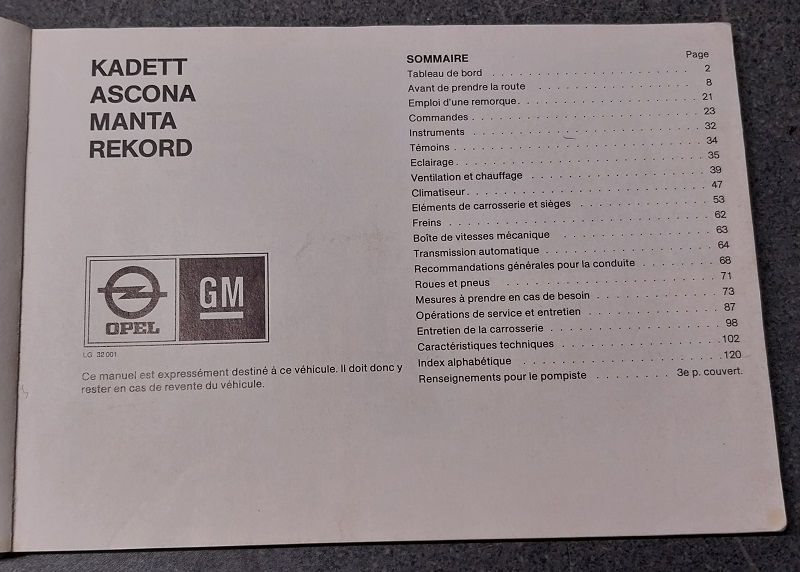 KADETT
ASCONA
MANTA
REKORD
OPEL
GM
LG 32 001
Ce manuel est expressément destiné à ce véhicule. Il doit donc y
rester en cas de revente du véhicule.
SOMMAIRE Page
Tableau de bord . . . . . . . . . . . . . . . . . . . . 2
Avant de prendre la route . . . . . . . . . . . . . . . . 8
Emploi d'une remorque . . . . . . . . . . . . . . . . . 21
Commandes . . . . . . . . . . . . . . . . . . . . . 23
Instruments . . . . . . . . . . . . . . . . . . . . . 32
Témoins . . . . . . . . . . . . . . . . . . . . . . 34
Eclairage . . . . . . . . . . . . . . . . . . . . . . 35
Ventilation et chauffage . . . . . . . . . . . . . . . . 39
Climatiseur . . . . . . . . . . . . . . . . . . . . . 47
Eléments de carrosserie et sièges . . . . . . . . . . . . 53
Freins . . . . . . . . . . . . . . . . . . . . . . . 62
Boîte de vitesses mécanique . . . . . . . . . . . . . . 63
Transmission automatique . . . . . . . . . . . . . . . 64
Recommandations générales pour la conduite . . . . . . . 68
Roues et pneus . . . . . . . . . . . . . . . . . . . 71
Mesures à prendre en cas de besoin . . . . . . . . . . . 73
Opérations de service et entretien . . . . . . . . . . . . 87
Entretien de la carrosserie . . . . . . . . . . . . . . . 98
Caractéristiques techniques . . . . . . . . . . . . . . 102
Index alphabétique . . . . . . . . . . . . . . . . . . 120
Renseignements pour le pompiste . . . . . . . 3e p. couvert.